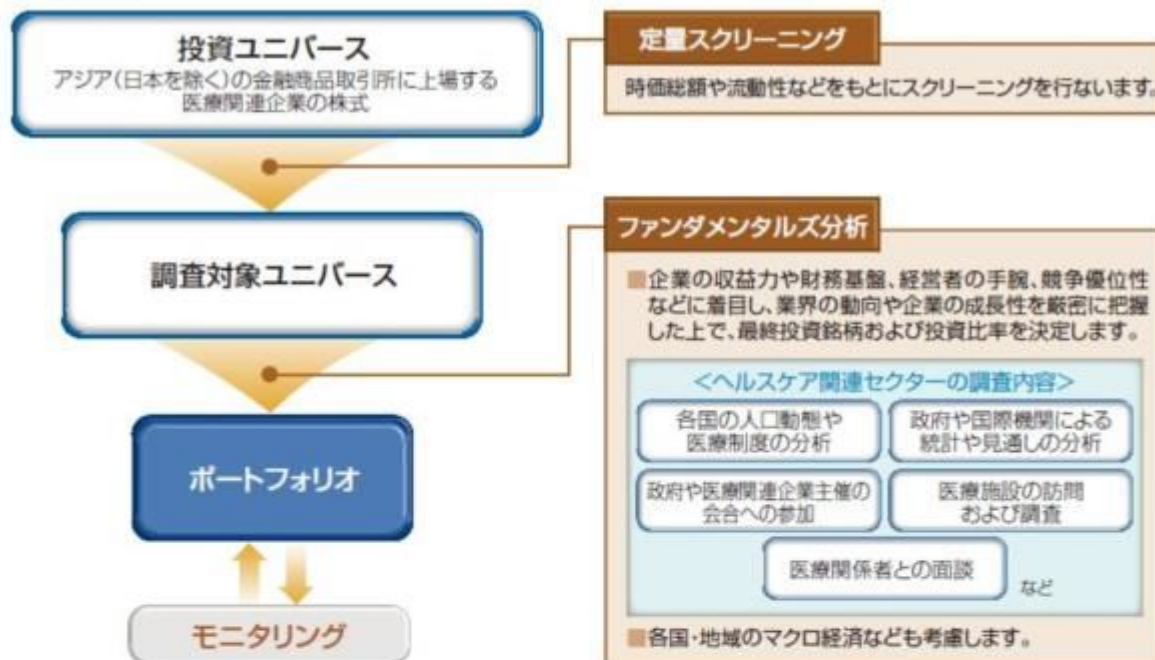 投資ユニバース
アジア(日本を除く)の金融商品取引所に上場する
医療関連企業の株式
定量スクリーニング
時価総額や流動性などをもとにスクリーニングを行ないます。
調査対象ユニバース
ファンダメンタルズ分析
■企業の収益力や財務基盤、経営者の手腕、競争優位性
などに着目し、業界の動向や企業の成長性を厳密に把握
した上で、最終投資銘柄および投資比率を決定します。
<ヘルスケア関連セクターの調査内容>
各国の人口動態や
医療制度の分析
政府や国際機関による
統計や見通しの分析
政府や医療関連企業主催の
会合への参加
医療施設の訪問
および調査
医療関係者との面談
など
■各国・地域のマクロ経済なども考慮します。
ポートフォリオ
モニタリング